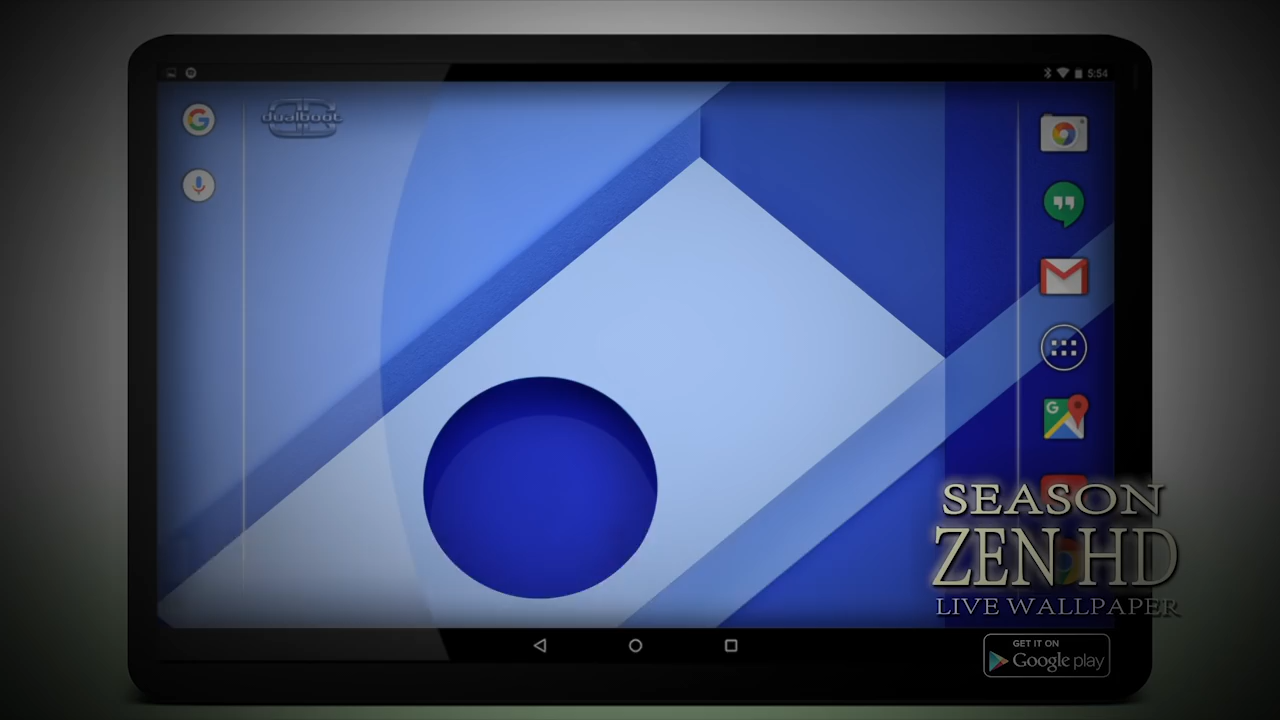 5:54
dualboot
SEASON
ZEN HD
LIVE WALLPAPER
GET IT ON
Google play